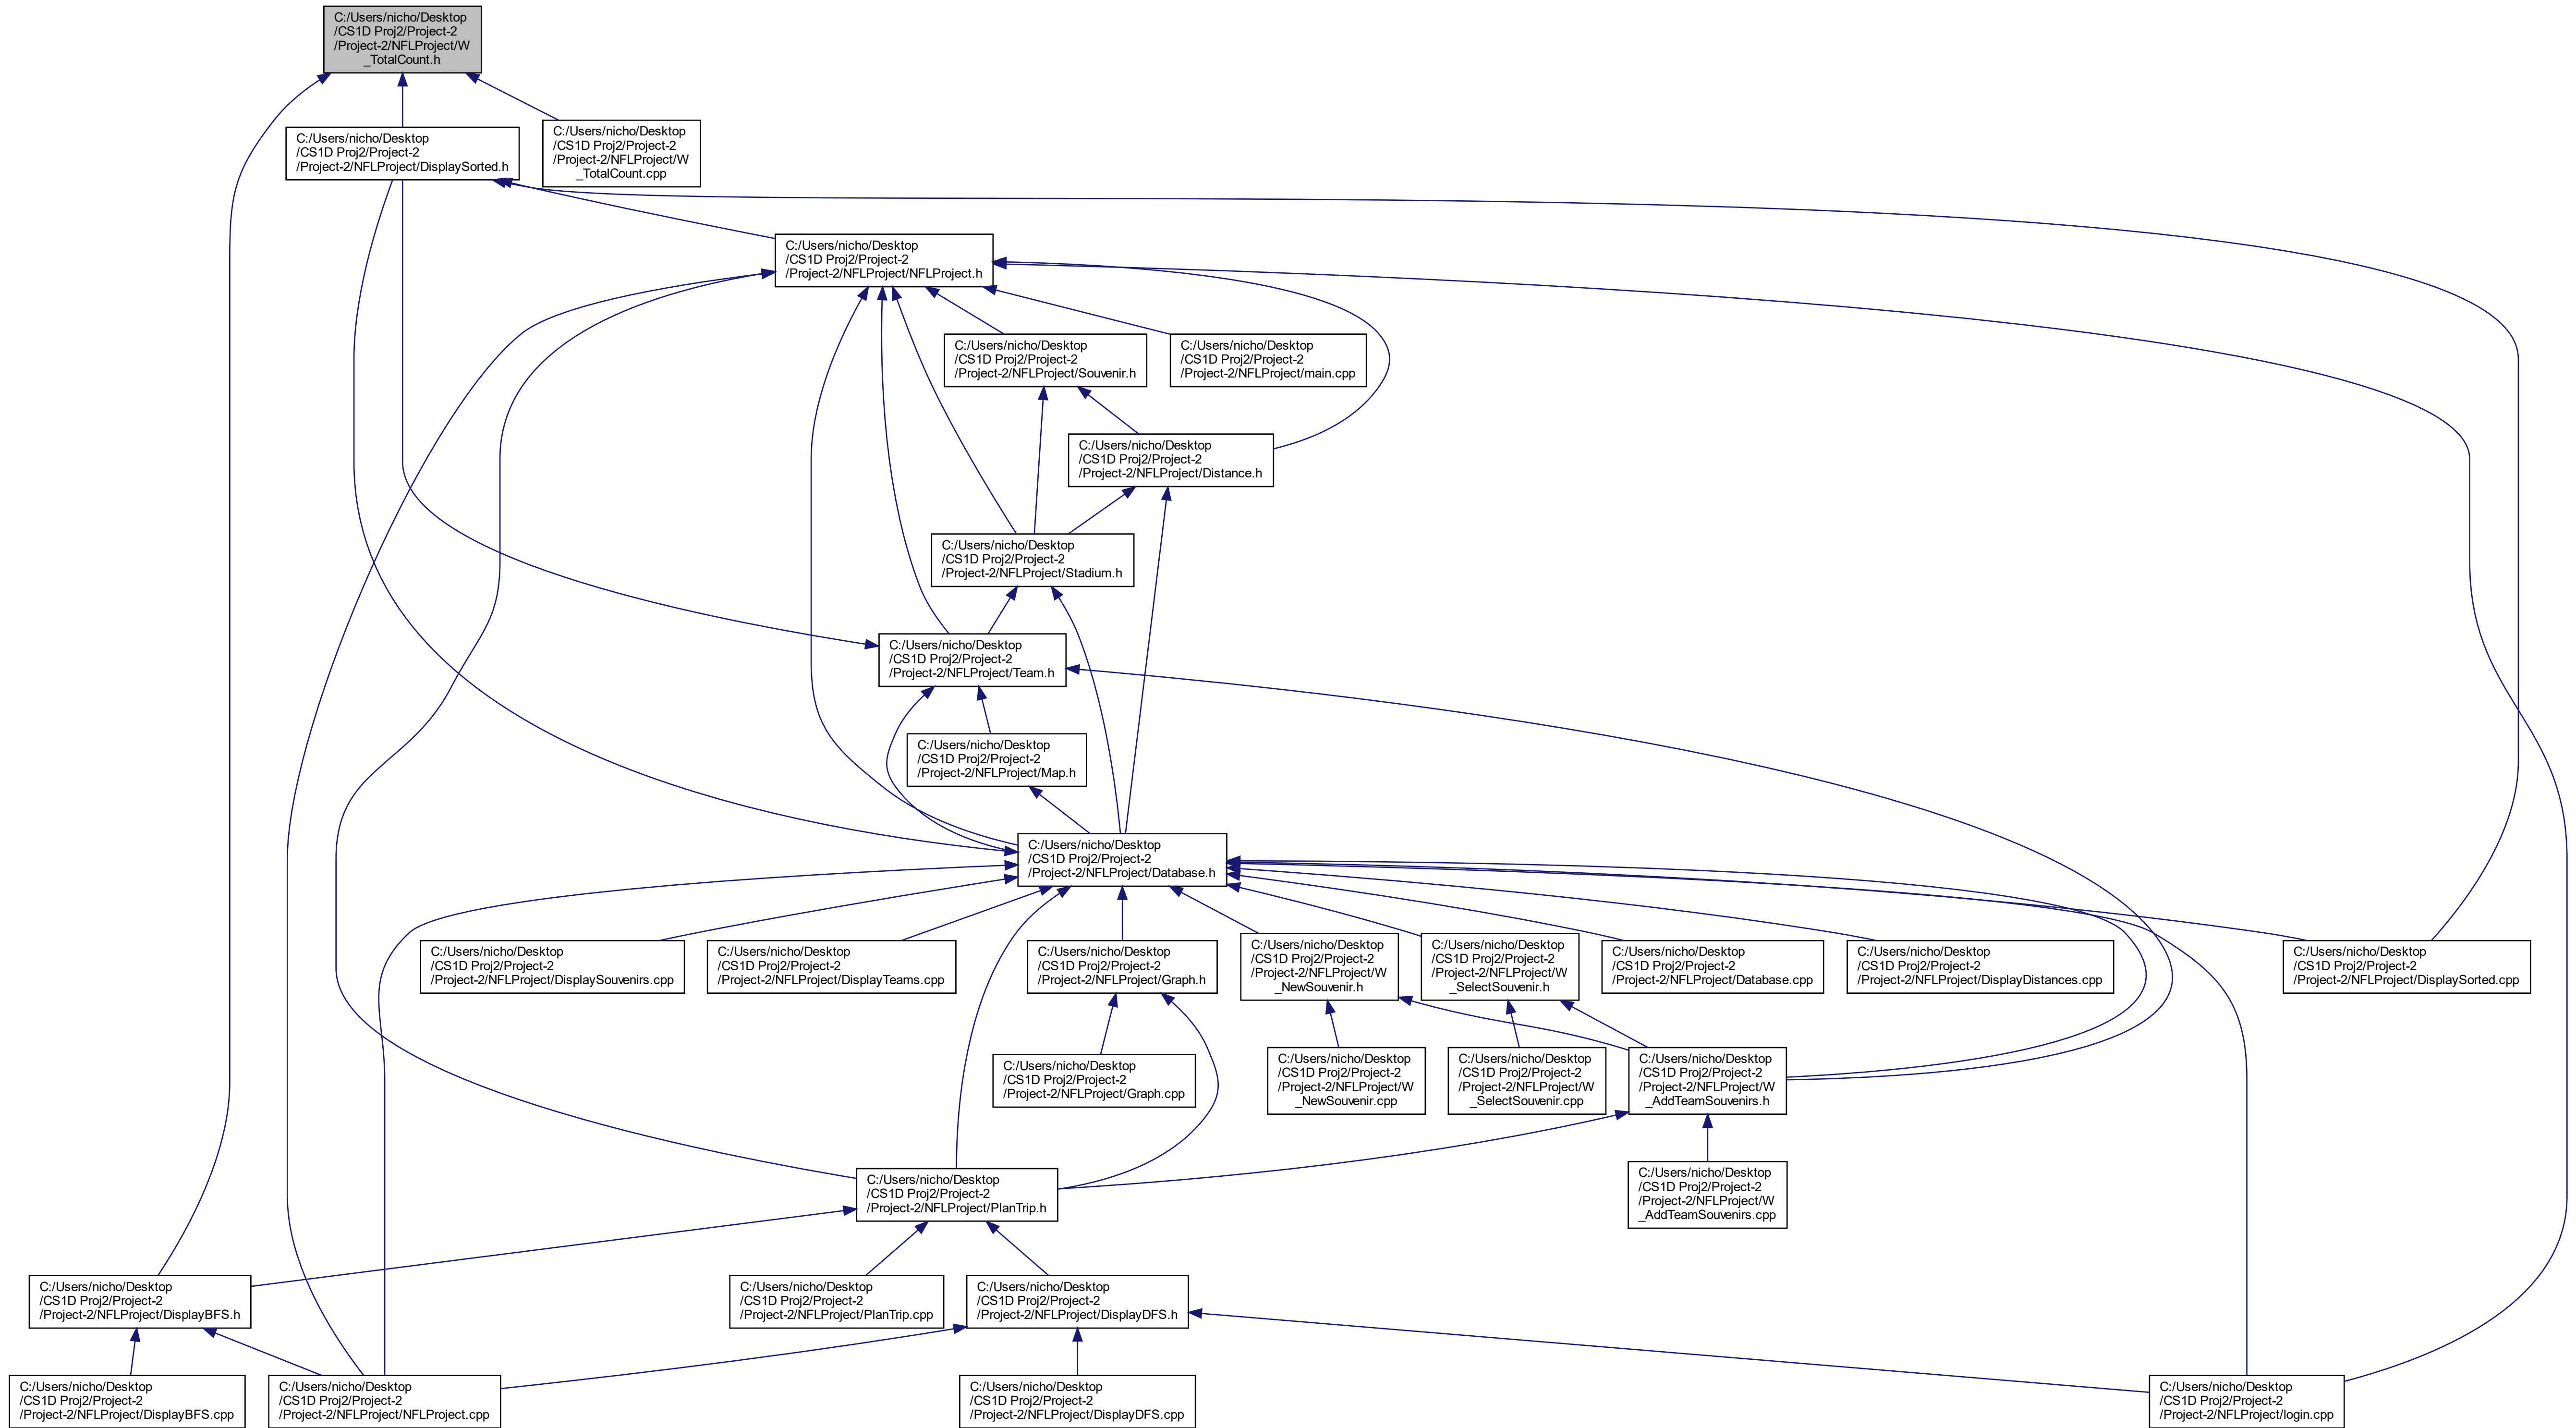 C:/Users/nicho/Desktop
/CS1D Proj2/Project-2
/Project-2/NFLProject/W
_TotalCount.h
C:/Users/nicho/Desktop
/CS1D Proj2/Project-2
/Project-2/NFLProject/DisplaySorted.h
C:/Users/nicho/Desktop
/CS1D Proj2/Project-2
/Project-2/NFLProject/W
_TotalCount.cpp
C:/Users/nicho/Desktop
/CS1D Proj2/Project-2
/Project-2/NFLProject/NFLProject.h
C:/Users/nicho/Desktop
/CS1D Proj2/Project-2
/Project-2/NFLProject/Souvenir.h
C:/Users/nicho/Desktop
/CS1D Proj2/Project-2
/Project-2/NFLProject/main.cpp
C:/Users/nicho/Desktop
/CS1D Proj2/Project-2
/Project-2/NFLProject/Distance.h
C:/Users/nicho/Desktop
/CS1D Proj2/Project-2
/Project-2/NFLProject/Stadium.h
C:/Users/nicho/Desktop
/CS1D Proj2/Project-2
/Project-2/NFLProject/Team.h
C:/Users/nicho/Desktop
/CS1D Proj2/Project-2
/Project-2/NFLProject/Map.h
C:/Users/nicho/Desktop
/CS1D Proj2/Project-2
/Project-2/NFLProject/Database.h
C:/Users/nicho/Desktop
/CS1D Proj2/Project-2
/Project-2/NFLProject/DisplaySouvenirs.cpp
C:/Users/nicho/Desktop
/CS1D Proj2/Project-2
/Project-2/NFLProject/DisplayTeams.cpp
C:/Users/nicho/Desktop
/CS1D Proj2/Project-2
/Project-2/NFLProject/Graph.h
C:/Users/nicho/Desktop
/CS1D Proj2/Project-2
/Project-2/NFLProject/W
_NewSouvenir.h
C:/Users/nicho/Desktop
/CS1D Proj2/Project-2
/Project-2/NFLProject/W
_SelectSouvenir.h
C:/Users/nicho/Desktop
/CS1D Proj2/Project-2
/Project-2/NFLProject/Database.cpp
C:/Users/nicho/Desktop
/CS1D Proj2/Project-2
/Project-2/NFLProject/DisplayDistances.cpp
C:/Users/nicho/Desktop
/CS1D Proj2/Project-2
/Project-2/NFLProject/DisplaySorted.cpp
C:/Users/nicho/Desktop
/CS1D Proj2/Project-2
/Project-2/NFLProject/Graph.cpp
C:/Users/nicho/Desktop
/CS1D Proj2/Project-2
/Project-2/NFLProject/W
_NewSouvenir.cpp
C:/Users/nicho/Desktop
/CS1D Proj2/Project-2
/Project-2/NFLProject/W
_SelectSouvenir.cpp
C:/Users/nicho/Desktop
/CS1D Proj2/Project-2
/Project-2/NFLProject/W
_AddTeamSouvenirs.h
C:/Users/nicho/Desktop
/CS1D Proj2/Project-2
/Project-2/NFLProject/PlanTrip.h
C:/Users/nicho/Desktop
/CS1D Proj2/Project-2
/Project-2/NFLProject/W
_AddTeamSouvenirs.cpp
C:/Users/nicho/Desktop
/CS1D Proj2/Project-2
/Project-2/NFLProject/DisplayBFS.h
C:/Users/nicho/Desktop
/CS1D Proj2/Project-2
/Project-2/NFLProject/PlanTrip.cpp
C:/Users/nicho/Desktop
/CS1D Proj2/Project-2
/Project-2/NFLProject/DisplayDFS.h
C:/Users/nicho/Desktop
/CS1D Proj2/Project-2
/Project-2/NFLProject/DisplayBFS.cpp
C:/Users/nicho/Desktop
/CS1D Proj2/Project-2
/Project-2/NFLProject/NFLProject.cpp
C:/Users/nicho/Desktop
/CS1D Proj2/Project-2
/Project-2/NFLProject/DisplayDFS.cpp
C:/Users/nicho/Desktop
/CS1D Proj2/Project-2
/Project-2/NFLProject/login.cpp